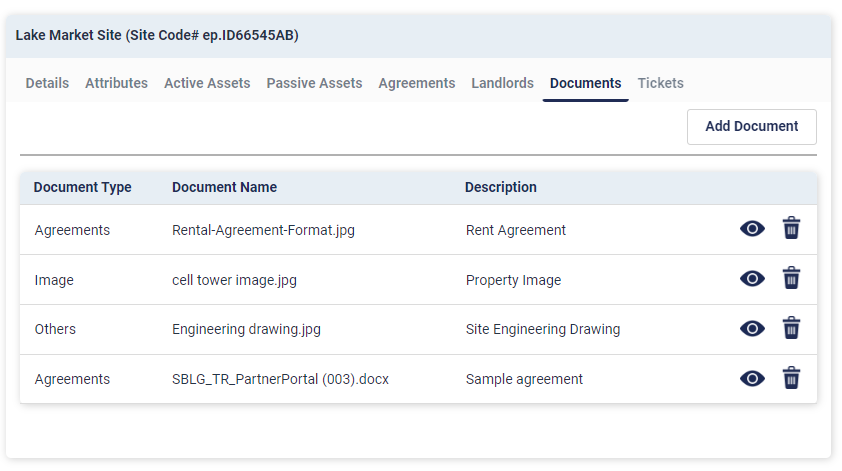 Lake Market Site (Site Code# ep.ID66545AB)
Details Attributes Active Assets Passive Assets Agreements Landlords Documents Tickets
Add Document
Document Type Document Name Description
Agreements Rental-Agreement-Format.jpg Rent Agreement
Image cell tower image.jpg Property Image
Others Engineering drawing.jpg Site Engineering Drawing
Agreements SBLG_TR_PartnerPortal (003).docx Sample agreement